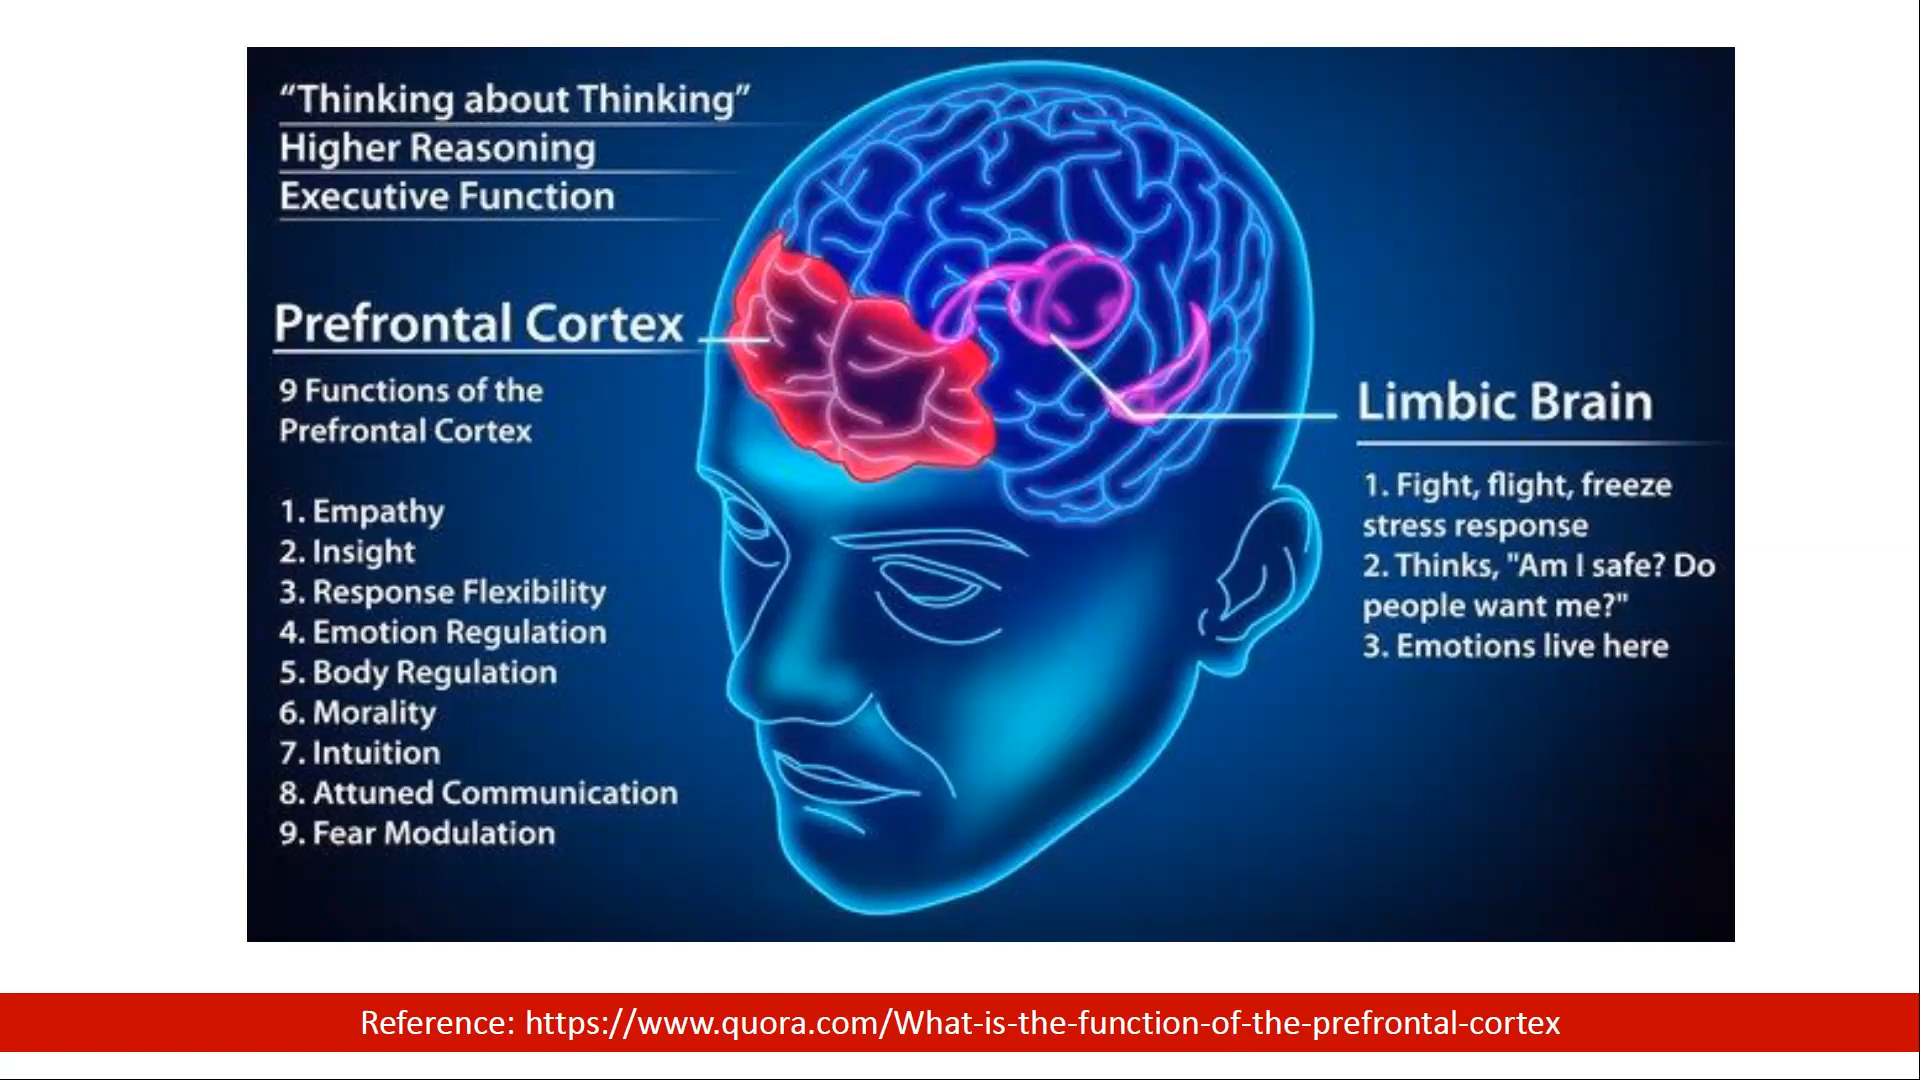 “Thinking about Thinking”
Higher Reasoning
Executive Function
Prefrontal Cortex
9 Functions of the
Prefrontal Cortex
1. Empathy
2. Insight
3. Response Flexibility
4. Emotion Regulation
5. Body Regulation
6. Morality
7. Intuition
8. Attuned Communication
9. Fear Modulation
Limbic Brain
1. Fight, flight, freeze
stress response
2. Thinks, "Am I safe? Do
people want me?"
3. Emotions live here
Reference: https://www.quora.com/What-is-the-function-of-the-prefrontal-cortex